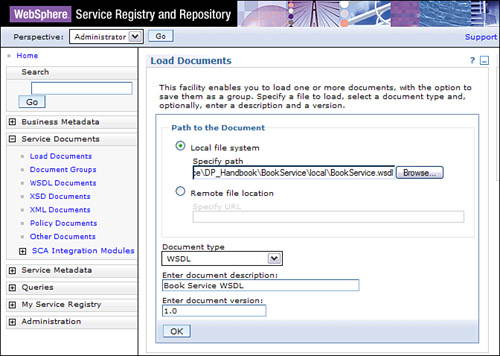 WebSphere Service Registry and Repository
Perspective: Administrator Go Support
Home
Search
Go
Business Metadata
Service Documents
Load Documents
Document Groups
WSDL Documents
XSD Documents
XML Documents
Policy Documents
Other Documents
SCA Integration Modules
Service Metadata
Queries
My Service Registry
Administration
Load Documents ?
This facility enables you to load one or more documents, with the option to
save them as a group. Specify a file to load, select a document type and,
optionally, enter a description and a version.
Path to the Document
Local file system
Specify path
ce\DP_Handbook\BookService\local\BookService.wsdl Browse...
Remote file location
Specify URL
Document type
WSDL
Enter document description:
Book Service WSDL
Enter document version:
1.0
OK